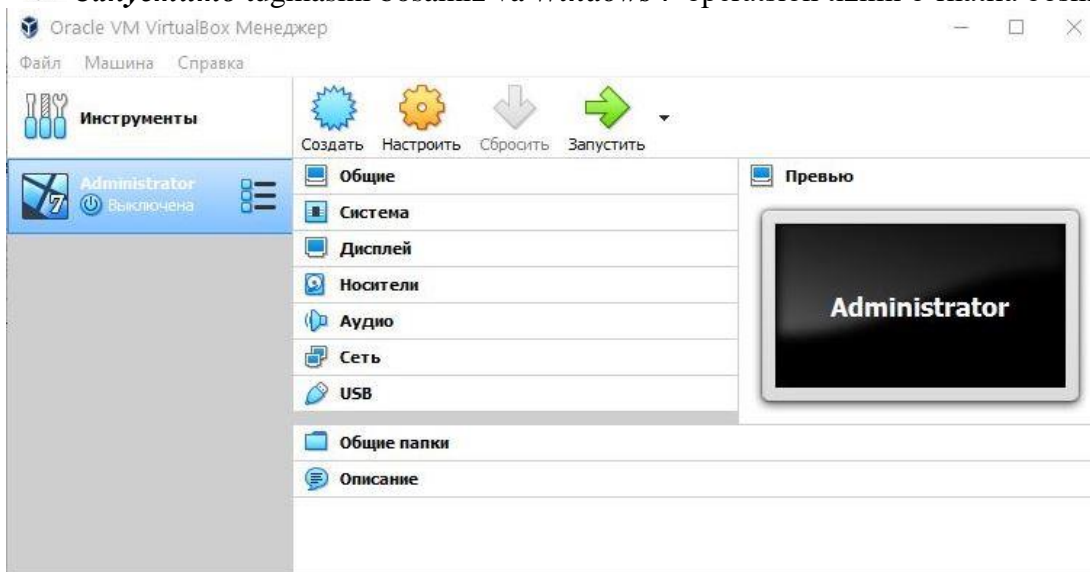 Oracle VM VirtualBox Менеджер
Файл Машина Справка
Инструменты
Создать Настроить Сбросить Запустить
Administrator
Выключена
Общие
Система
Дисплей
Носители
Аудио
Сеть
USB
Общие папки
Описание
Превью
Administrator